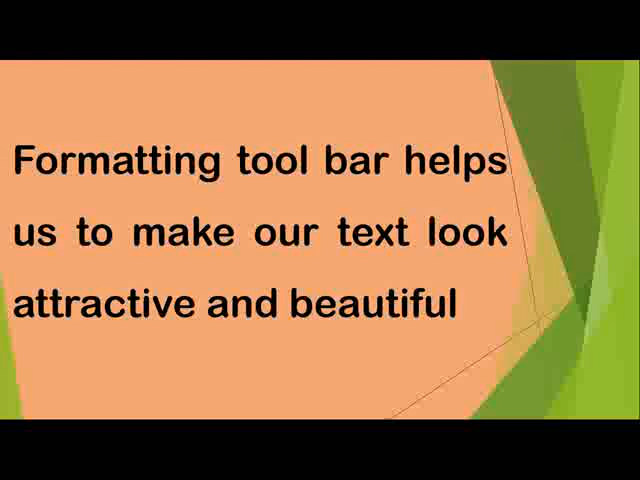 Formatting tool bar helps
us to make our text look
attractive and beautiful